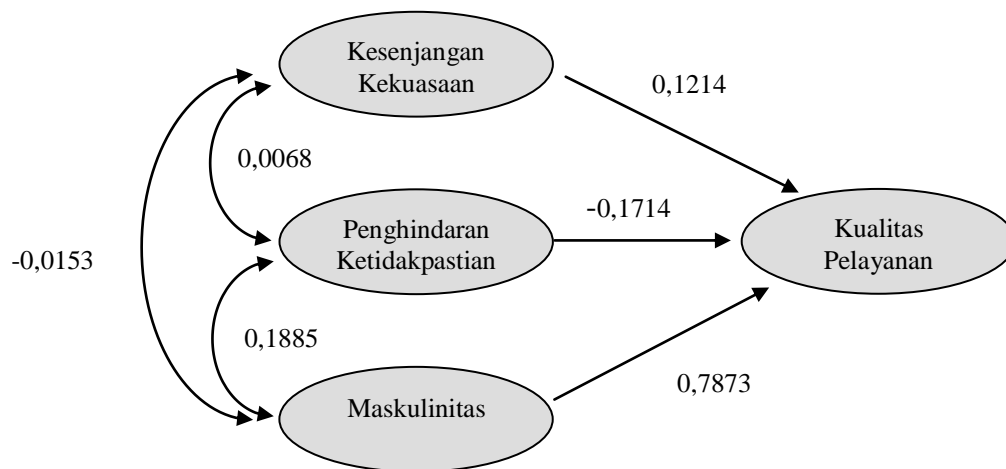 Kesenjangan
Kekuasaan
0,1214
0,0068
Penghindaran
Ketidakpastian
-0,1714
Kualitas
Pelayanan
-0,0153
0,1885
Maskulinitas
0,7873